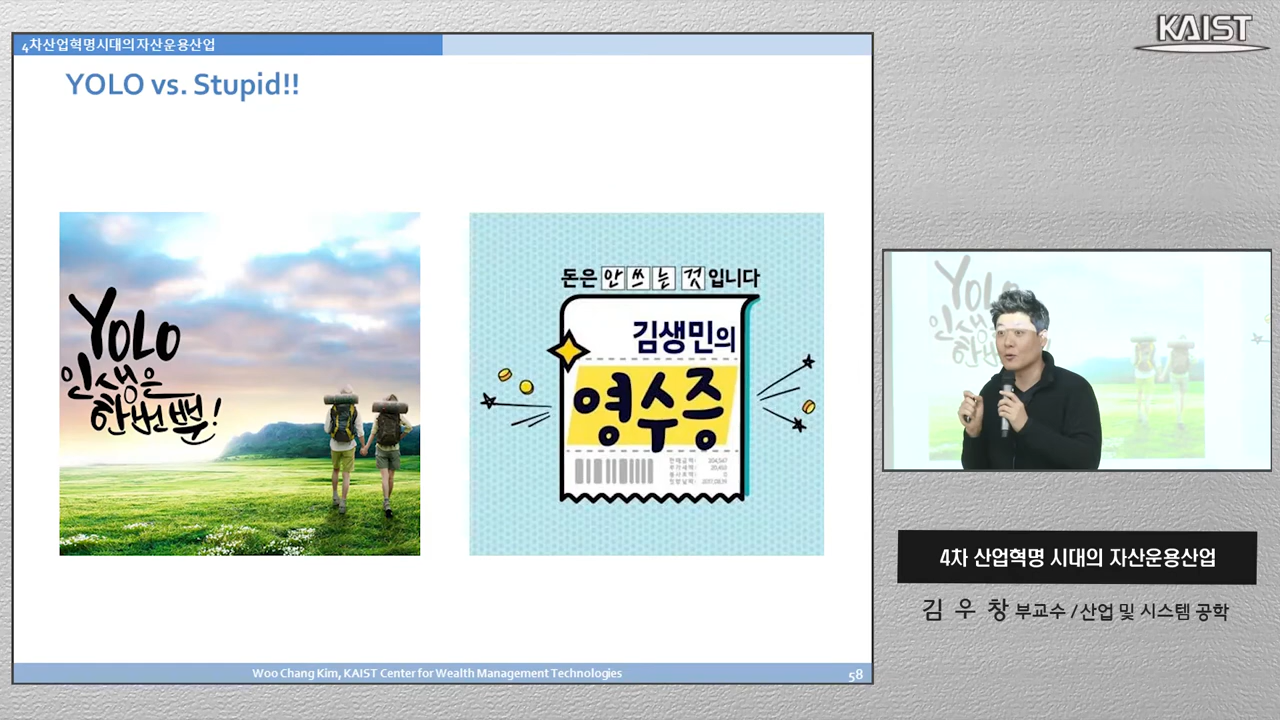 KAIST
4차산업혁명시대의자산운용산업
YOLO vs. Stupid!!
YOLO
인생은
한번뿐!
돈은 안 쓰는 것 입니다
김생민의
영수증
4차 산업혁명 시대의 자산운용산업
김 우 창 부교수 / 산업 및 시스템 공학
Woo Chang Kim, KAIST Center for Wealth Management Technologies
58